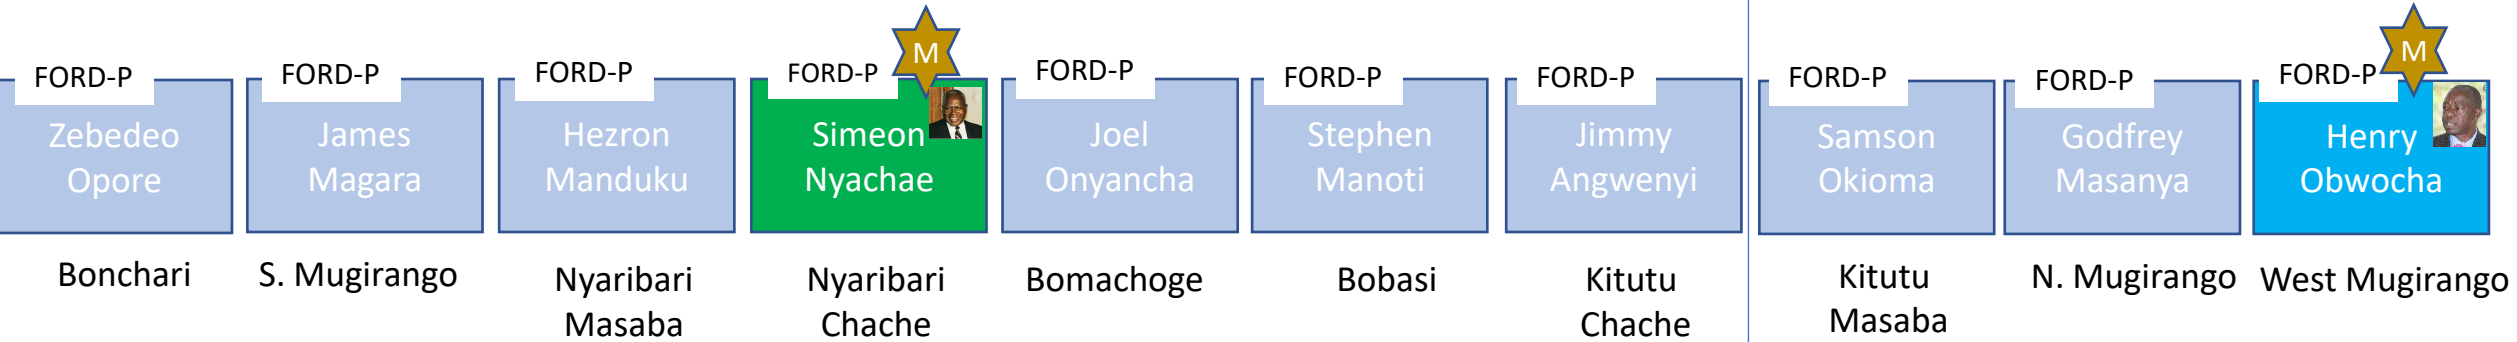 FORD-P
Zebedeo
Opore
Bonchari
FORD-P
James
Magara
S. Mugirango
FORD-P
Hezron
Manduku
Nyaribari
Masaba
FORD-P
M
Simeon
Nyachae
Nyaribari
Chache
FORD-P
Joel
Onyancha
Bomachoge
FORD-P
Stephen
Manoti
Bobasi
FORD-P
Jimmy
Angwenyi
Kitutu
Chache
FORD-P
Samson
Okioma
Kitutu
Masaba
FORD-P
Godfrey
Masanya
N. Mugirango
FORD-P
M
Henry
Obwocha
West Mugirango